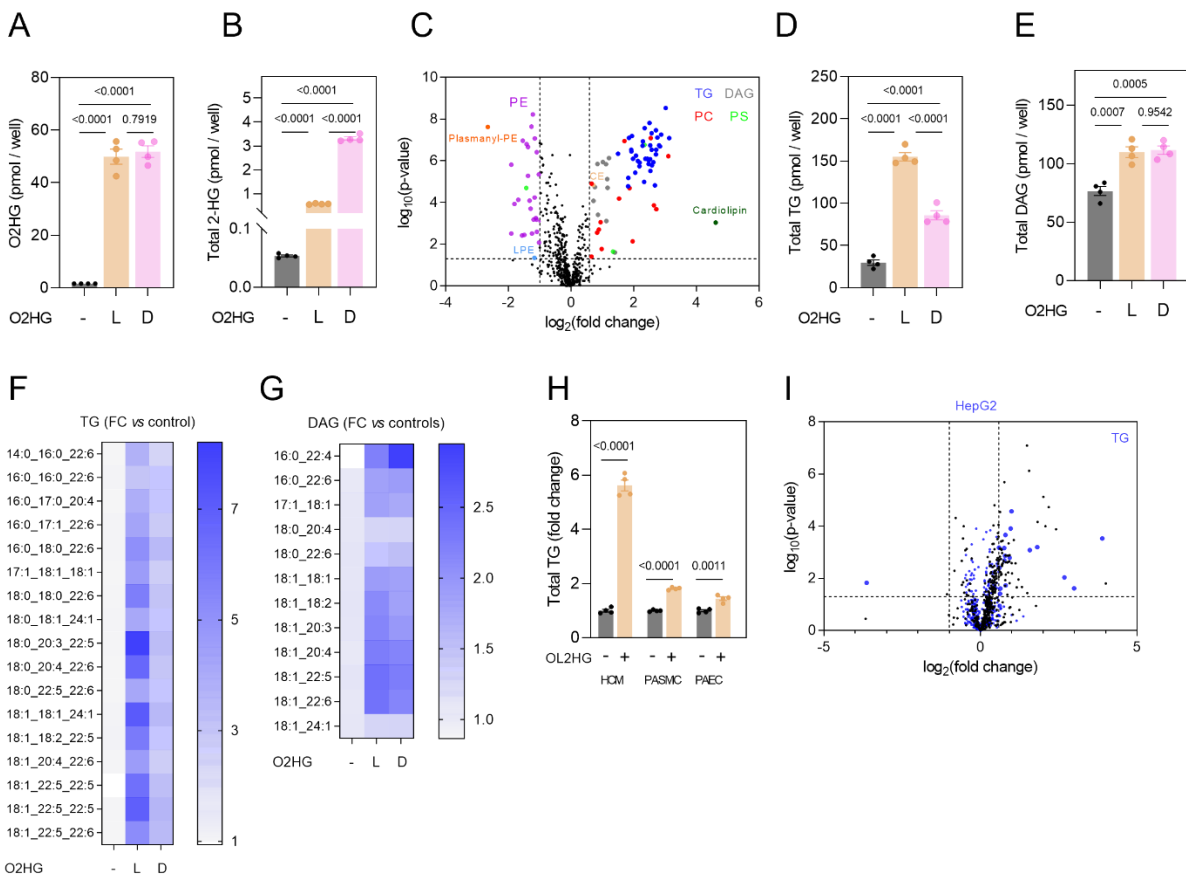 A
O2HG (pmol / well)
80
60
40
20
0
<0.0001
<0.0001
0.7919
O2HG
-
L
D
B
Total 2-HG (pmol / well)
5
4
3
2
1
0.1
0.0
<0.0001
<0.0001
<0.0001
O2HG
-
L
D
C
log10(p-value)
10
8
6
4
2
0
PE
TG
DAG
PC
PS
Plasmanyl-PE
CE
Cardiolipin
LPE
-4
-2
0
2
4
6
log2(fold change)
D
Total TG (pmol / well)
250
200
150
100
50
0
<0.0001
<0.0001
<0.0001
O2HG
-
L
D
E
Total DAG (pmol / well)
150
100
50
0
0.0005
0.0007
0.9542
O2HG
-
L
D
F
TG (FC vs control)
14:0_16:0_22:6
16:0_16:0_22:6
16:0_17:0_20:4
16:0_17:1_22:6
16:0_18:0_22:6
17:1_18:1_18:1
18:0_18:0_22:6
18:0_18:1_24:1
18:0_20:3_22:5
18:0_20:4_22:6
18:0_22:5_22:6
18:1_18:1_24:1
18:1_18:2_22:5
18:1_20:4_22:6
18:1_22:5_22:5
18:1_22:5_22:5
18:1_22:5_22:6
7
5
3
1
O2HG
-
L
D
G
DAG (FC vs controls)
16:0_22:4
16:0_22:6
17:1_18:1
18:0_20:4
18:0_22:6
18:1_18:1
18:1_18:2
18:1_20:3
18:1_20:4
18:1_22:5
18:1_22:6
18:1_24:1
2.5
2.0
1.5
1.0
O2HG
-
L
D
H
Total TG (fold change)
8
6
4
2
0
<0.0001
<0.0001
0.0011
OL2HG
-
+
-
+
-
+
HCM
PASMC
PAEC
I
HepG2
TG
log10(p-value)
8
6
4
2
0
-5
0
5
log2(fold change)